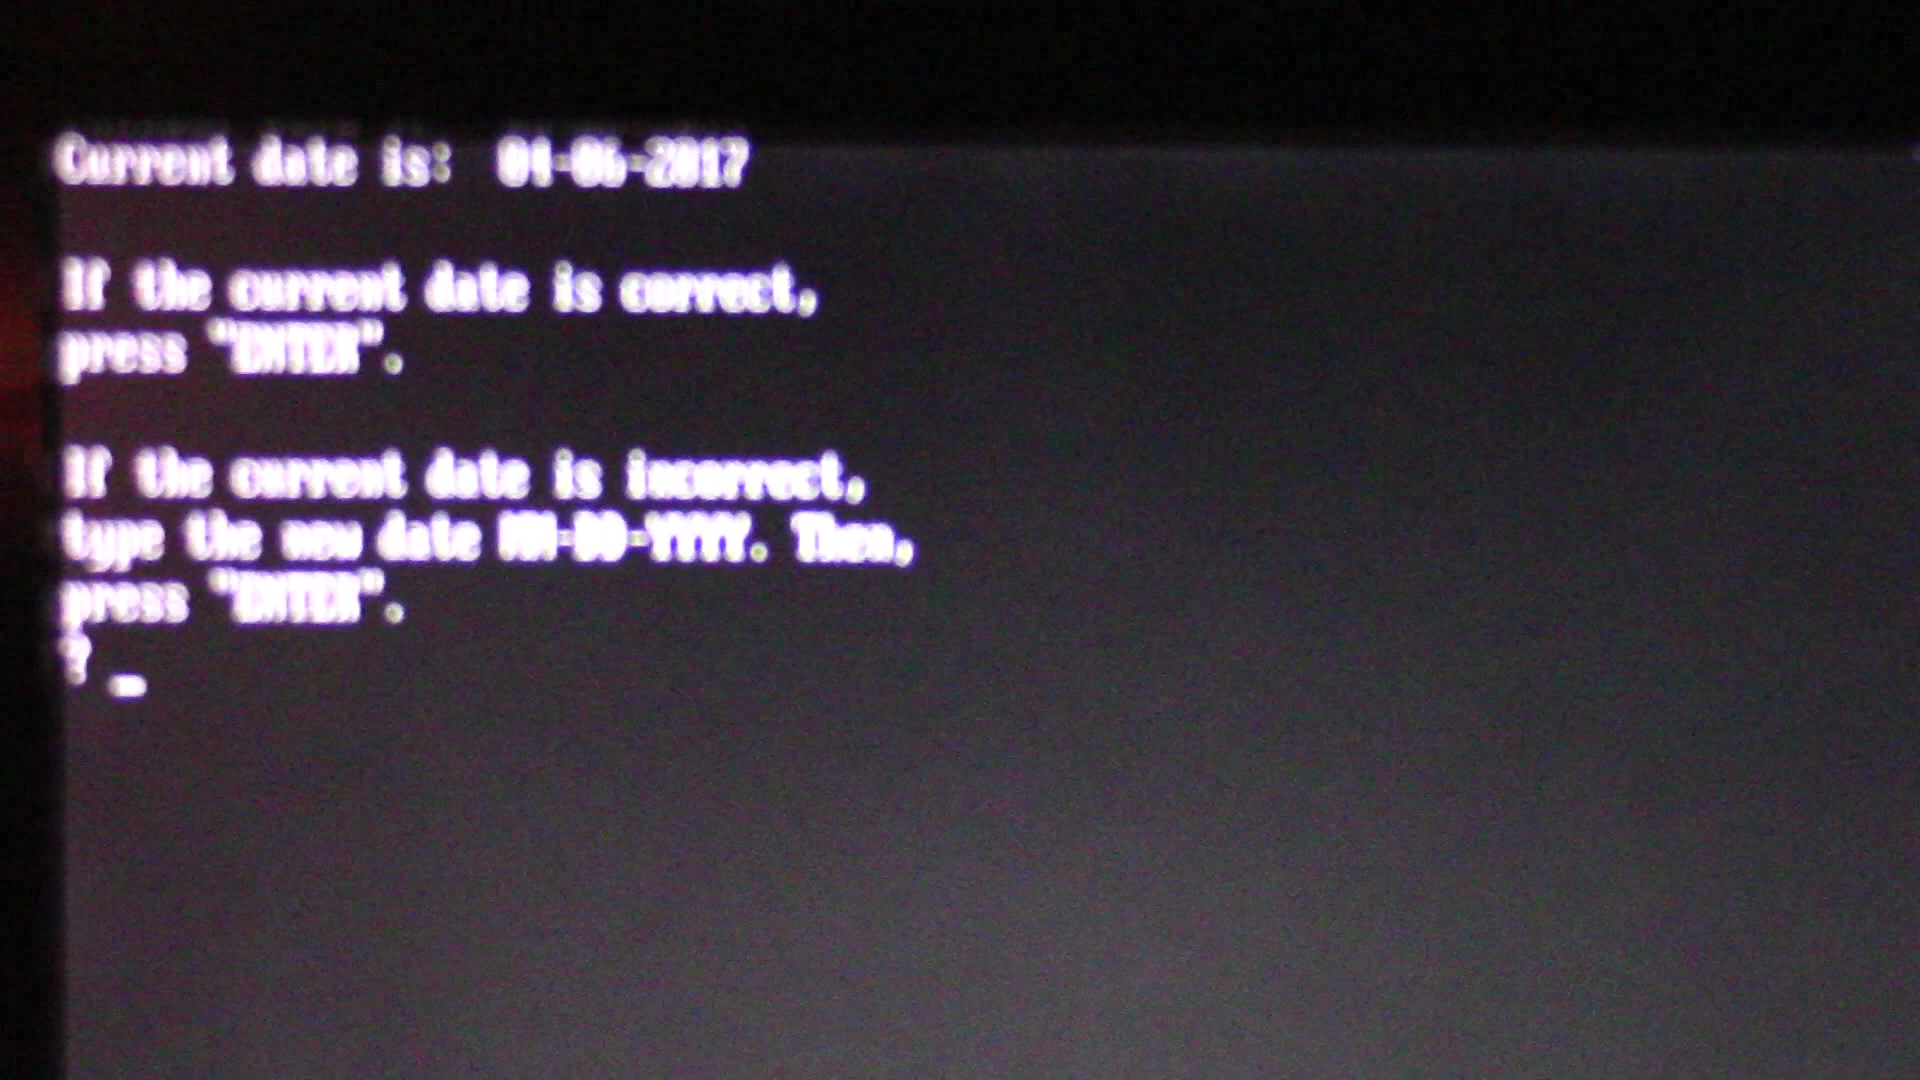 Current date is: 04-06-2017
If the current date is correct,
press "ENTER".
If the current date is incorrect,
type the new date MM-DD-YYYY. Then,
press "ENTER".
? _